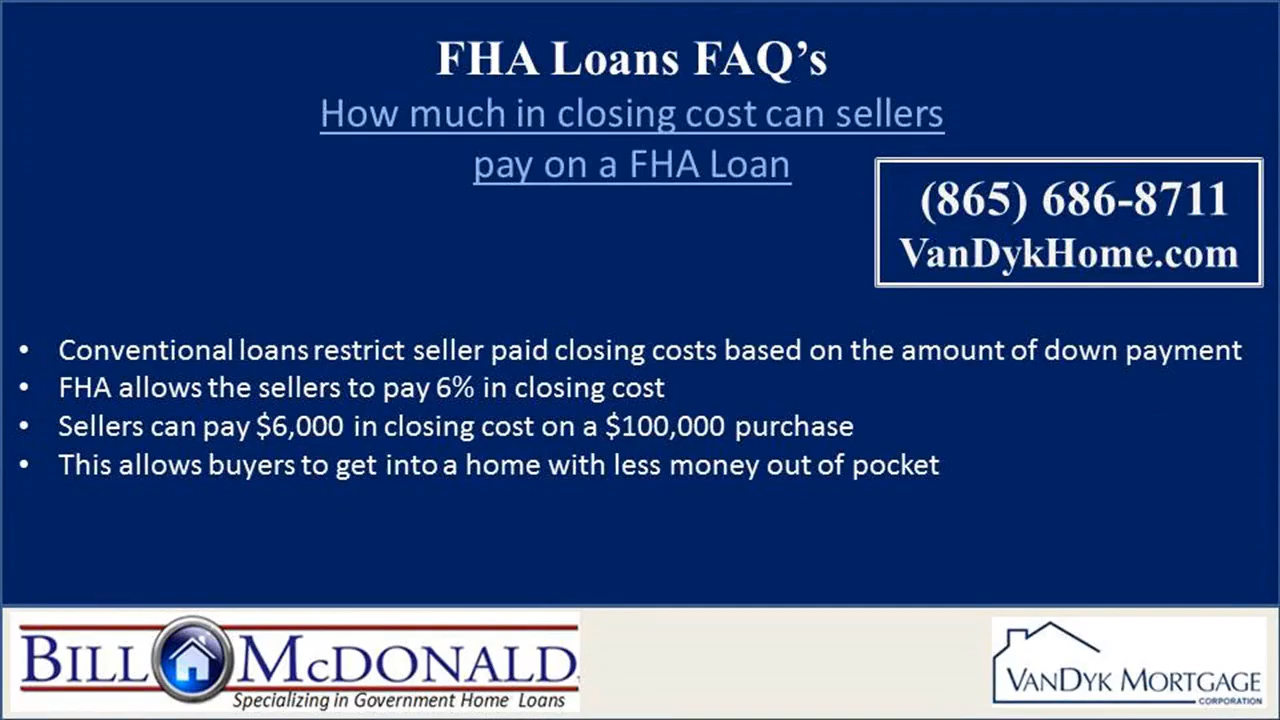 FHA Loans FAQ's
How much in closing cost can sellers
pay on a FHA Loan
(865) 686-8711
VanDykHome.com
• Conventional loans restrict seller paid closing costs based on the amount of down payment
• FHA allows the sellers to pay 6% in closing cost
• Sellers can pay $6,000 in closing cost on a $100,000 purchase
• This allows buyers to get into a home with less money out of pocket
BILL MCDONALD
Specializing in Government Home Loans
VANDYK MORTGAGE
CORPORATION